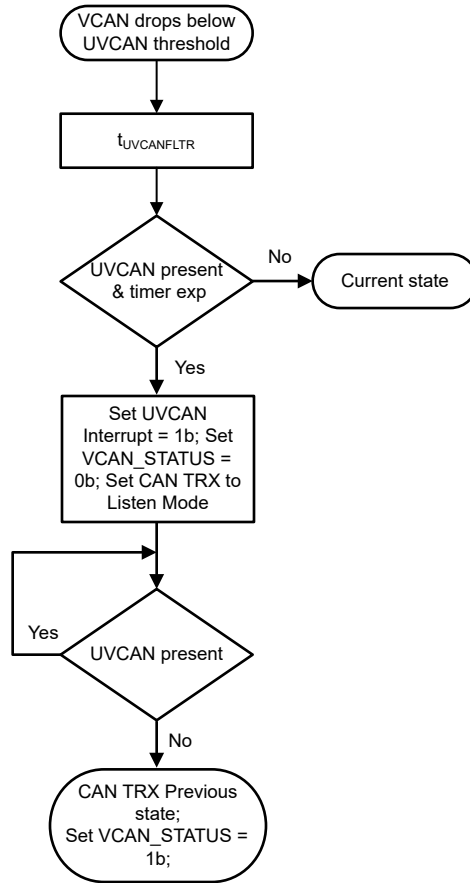 VCAN drops below
UVCAN threshold
tUVCANFLTR
UVCAN present
& timer exp
No
Current state
Yes
Set UVCAN
Interrupt = 1b; Set
VCAN_STATUS =
0b; Set CAN TRX to
Listen Mode
Yes
UVCAN present
No
CAN TRX Previous
state;
Set VCAN_STATUS =
1b;